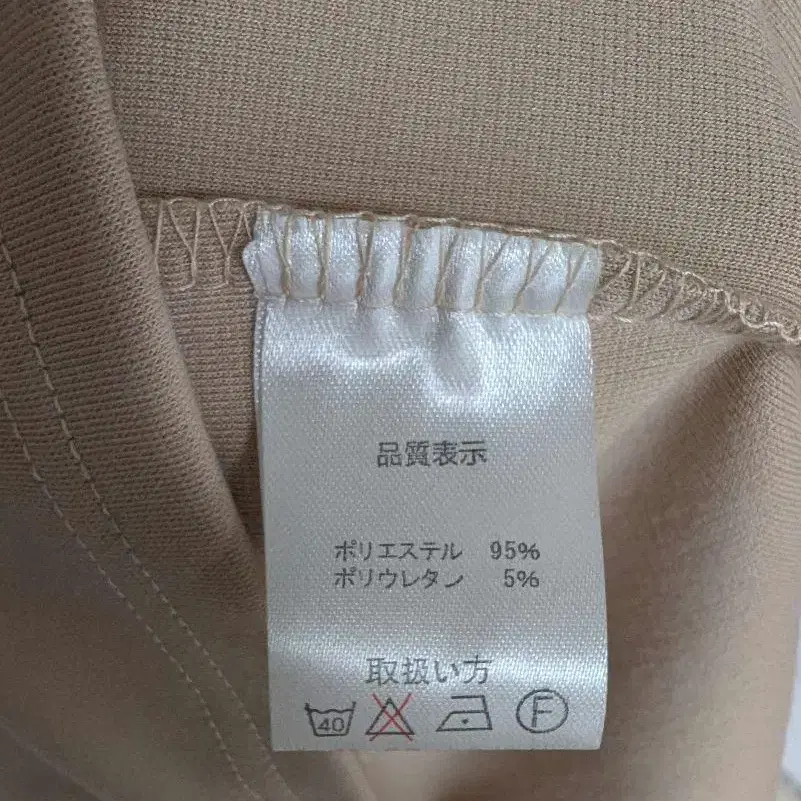 品質表示
ポリエステル 95%
ポリウレタン 5%
取扱い方
40 F